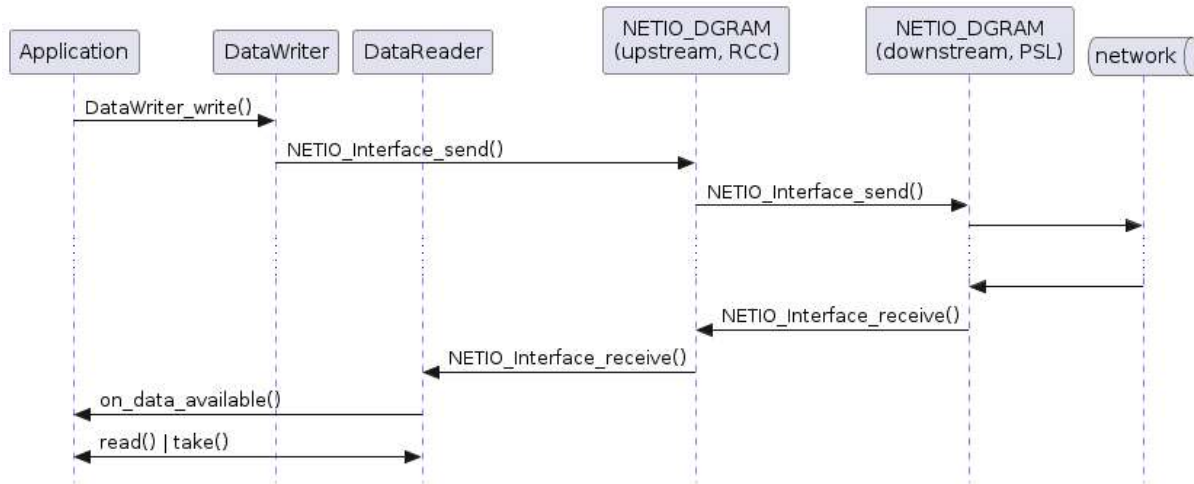 Application
DataWriter
DataReader
NETIO_DGRAM
(upstream, RCC)
NETIO_DGRAM
(downstream, PSL)
network
DataWriter_write()
NETIO_Interface_send()
NETIO_Interface_send()
NETIO_Interface_receive()
NETIO_Interface_receive()
on_data_available()
read() | take()